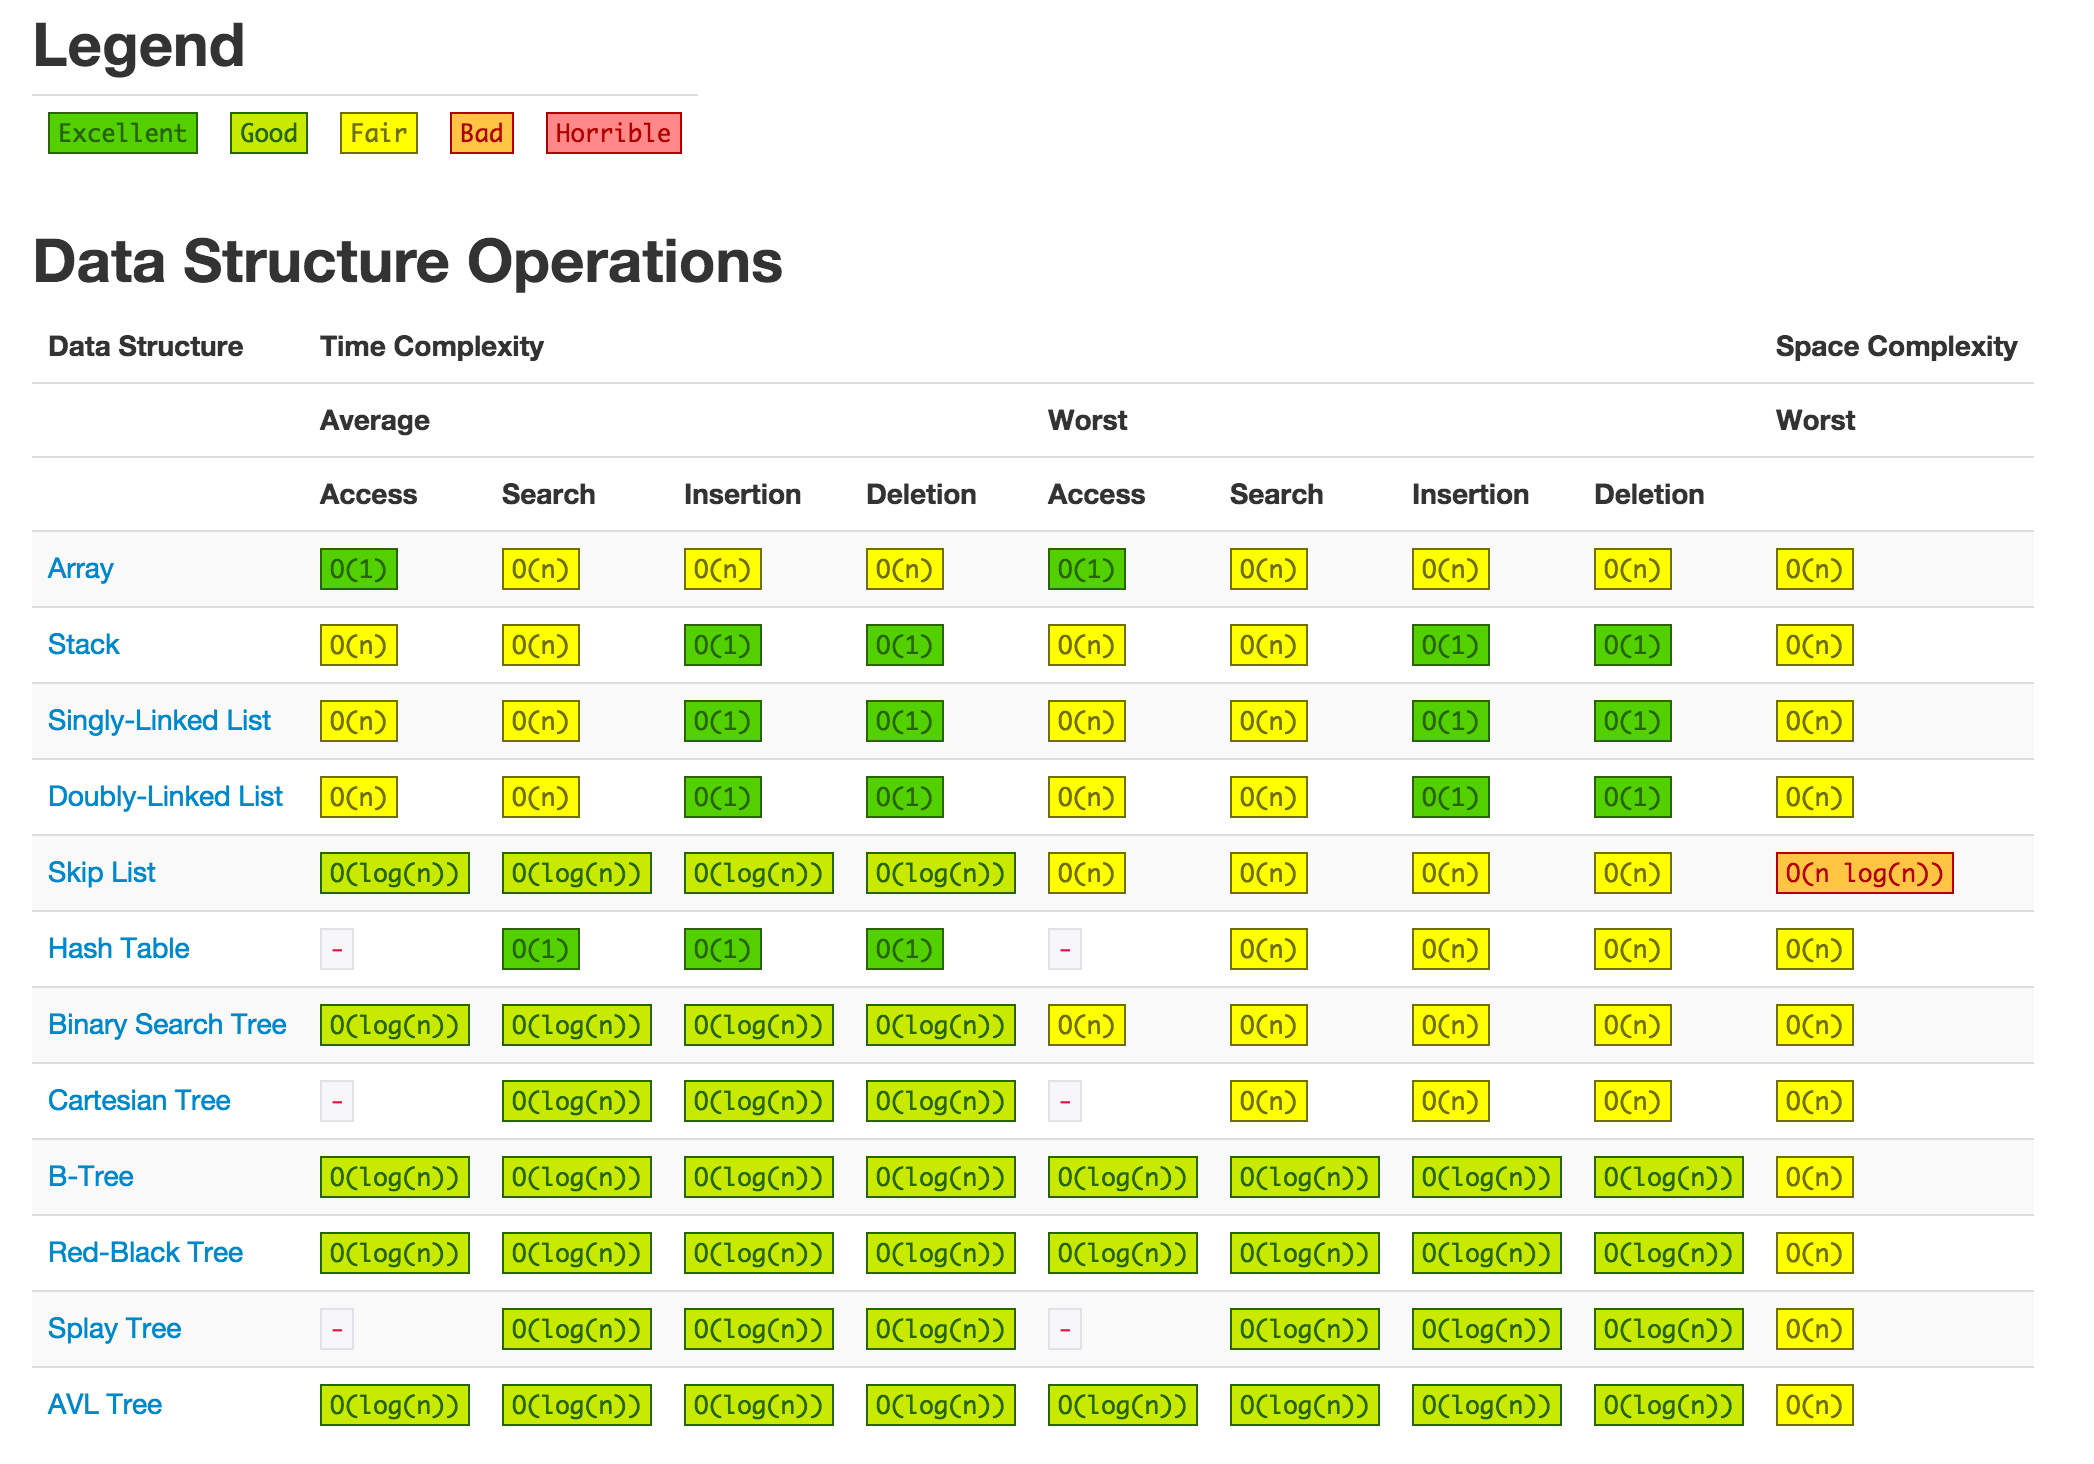 Legend
Excellent Good Fair Bad Horrible
Data Structure Operations
Data Structure Time Complexity Space Complexity
Average Worst Worst
Access Search Insertion Deletion Access Search Insertion Deletion
Array O(1) O(n) O(n) O(n) O(1) O(n) O(n) O(n) O(n)
Stack O(n) O(n) O(1) O(1) O(n) O(n) O(1) O(1) O(n)
Singly-Linked List O(n) O(n) O(1) O(1) O(n) O(n) O(1) O(1) O(n)
Doubly-Linked List O(n) O(n) O(1) O(1) O(n) O(n) O(1) O(1) O(n)
Skip List O(log(n)) O(log(n)) O(log(n)) O(log(n)) O(n) O(n) O(n) O(n) O(n log(n))
Hash Table - O(1) O(1) O(1) - O(n) O(n) O(n) O(n)
Binary Search Tree O(log(n)) O(log(n)) O(log(n)) O(log(n)) O(n) O(n) O(n) O(n) O(n)
Cartesian Tree - O(log(n)) O(log(n)) O(log(n)) - O(n) O(n) O(n) O(n)
B-Tree O(log(n)) O(log(n)) O(log(n)) O(log(n)) O(log(n)) O(log(n)) O(log(n)) O(log(n)) O(n)
Red-Black Tree O(log(n)) O(log(n)) O(log(n)) O(log(n)) O(log(n)) O(log(n)) O(log(n)) O(log(n)) O(n)
Splay Tree - O(log(n)) O(log(n)) O(log(n)) - O(log(n)) O(log(n)) O(log(n)) O(n)
AVL Tree O(log(n)) O(log(n)) O(log(n)) O(log(n)) O(log(n)) O(log(n)) O(log(n)) O(log(n)) O(n)